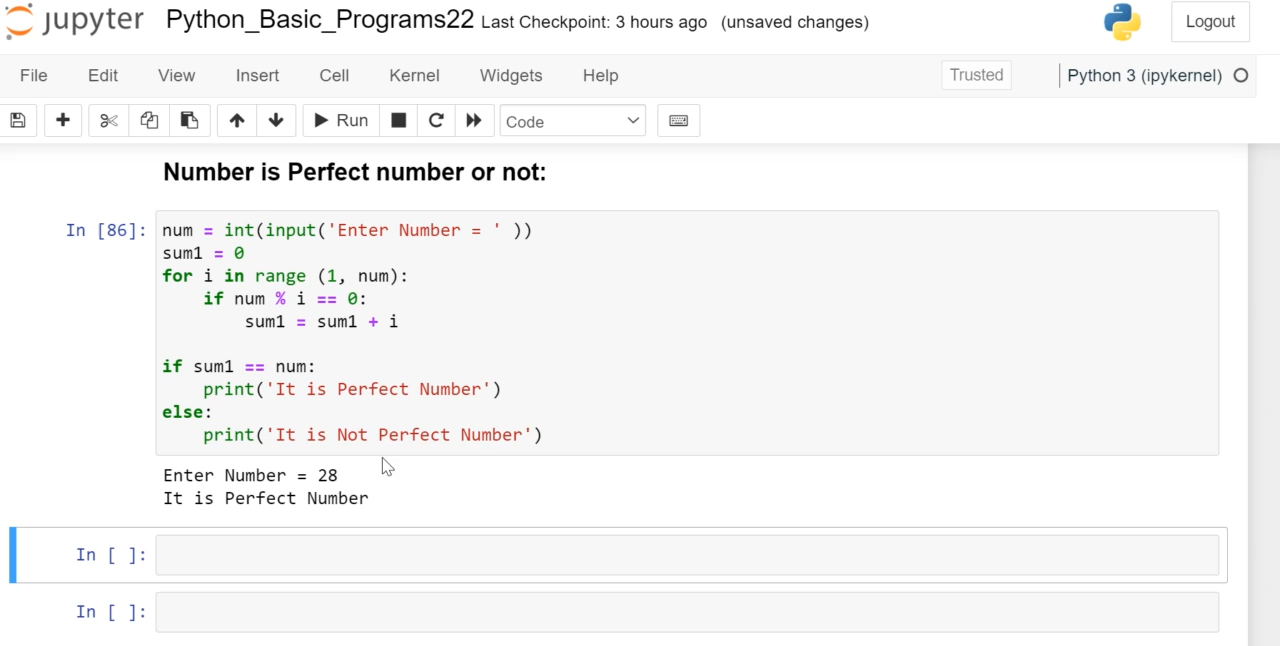 jupyter Python_Basic_Programs22 Last Checkpoint: 3 hours ago (unsaved changes) Logout
File Edit View Insert Cell Kernel Widgets Help Trusted Python 3 (ipykernel)
Run Code
Number is Perfect number or not:
In [86]: num = int(input('Enter Number = ' ))
sum1 = 0
for i in range (1, num):
    if num % i == 0:
        sum1 = sum1 + i
if sum1 == num:
    print('It is Perfect Number')
else:
    print('It is Not Perfect Number')
Enter Number = 28
It is Perfect Number
In [ ]:
In [ ]: